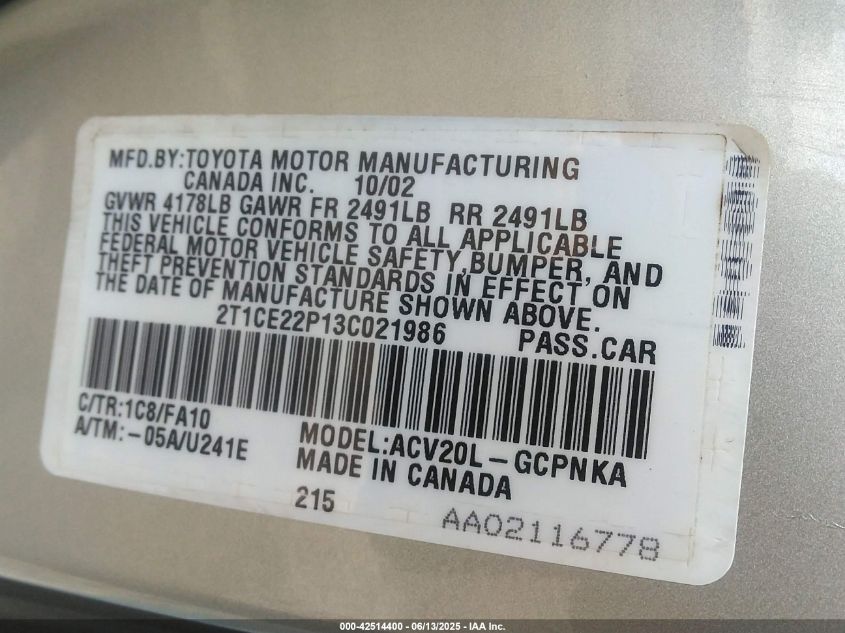 MFD.BY:TOYOTA MOTOR MANUFACTURING
CANADA INC. 10/02
GVWR 4178LB GAWR FR 2491LB RR 2491LB
THIS VEHICLE CONFORMS TO ALL APPLICABLE
FEDERAL MOTOR VEHICLE SAFETY,BUMPER, AND
THEFT PREVENTION STANDARDS IN EFFECT ON
THE DATE OF MANUFACTURE SHOWN ABOVE.
2T1CE22P13C021986 PASS.CAR
C/TR:1C8/FA10
A/TM:-05A/U241E
MODEL:ACV20L-GCPNKA
MADE IN CANADA
215
AA02116778
000-42514400 - 06/13/2025 - IAA Inc.